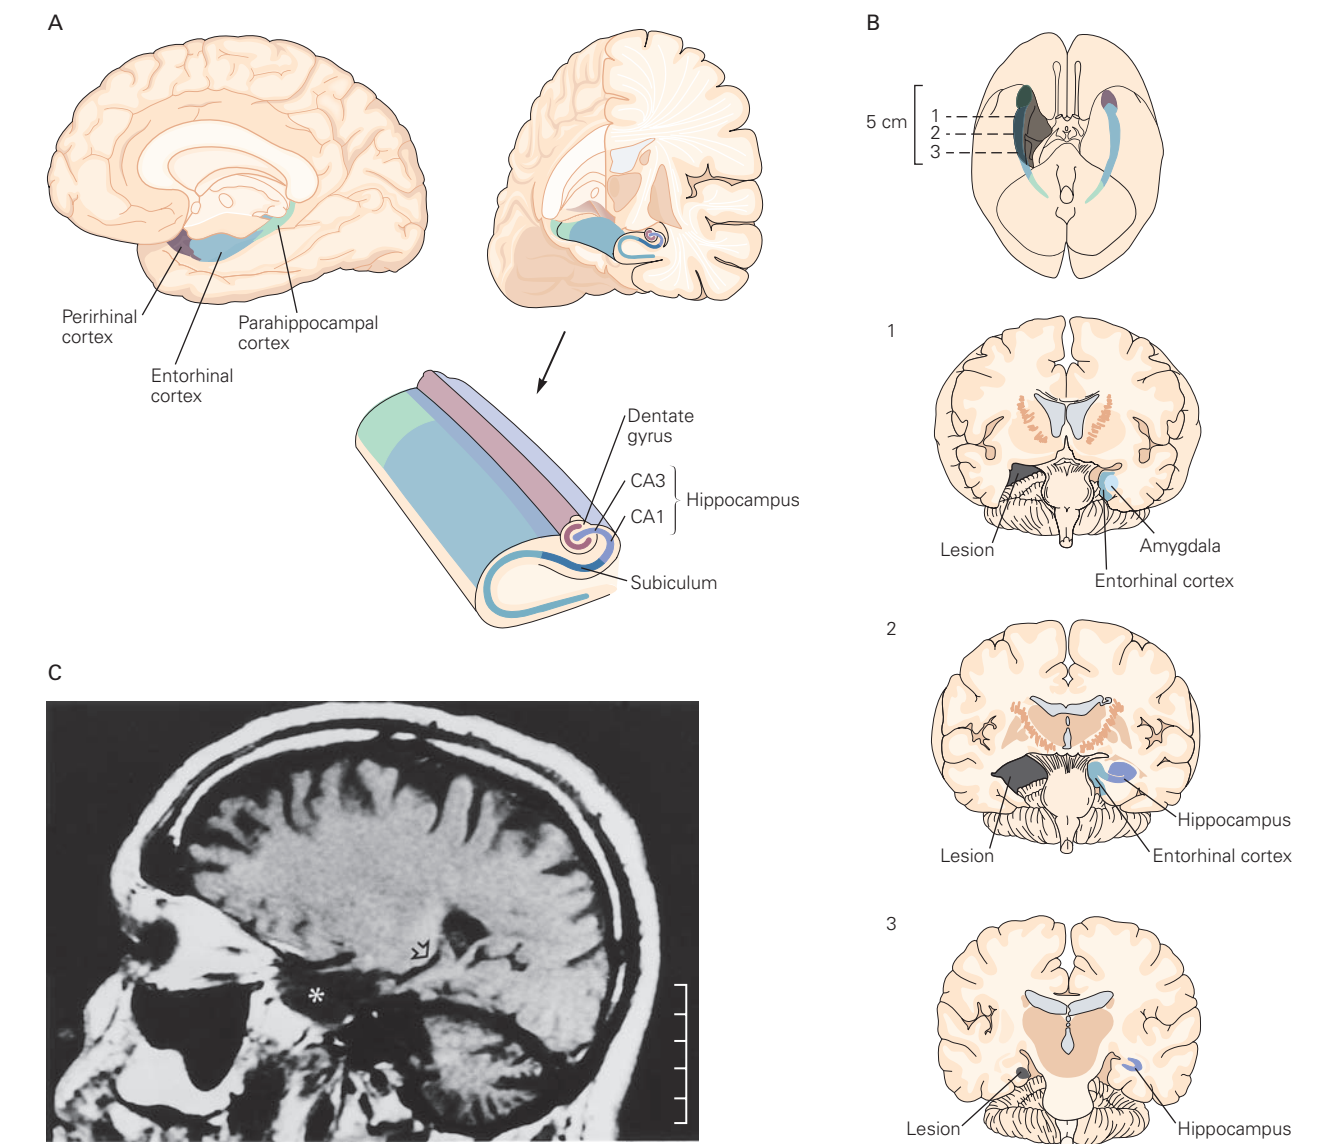 A
Perirhinal
cortex
Entorhinal
cortex
Parahippocampal
cortex
Dentate
gyrus
CA3
CA1
Hippocampus
Subiculum
B
5 cm
1
2
3
1
Lesion
Amygdala
Entorhinal cortex
2
Lesion
Hippocampus
Entorhinal cortex
3
Lesion
Hippocampus
C
*